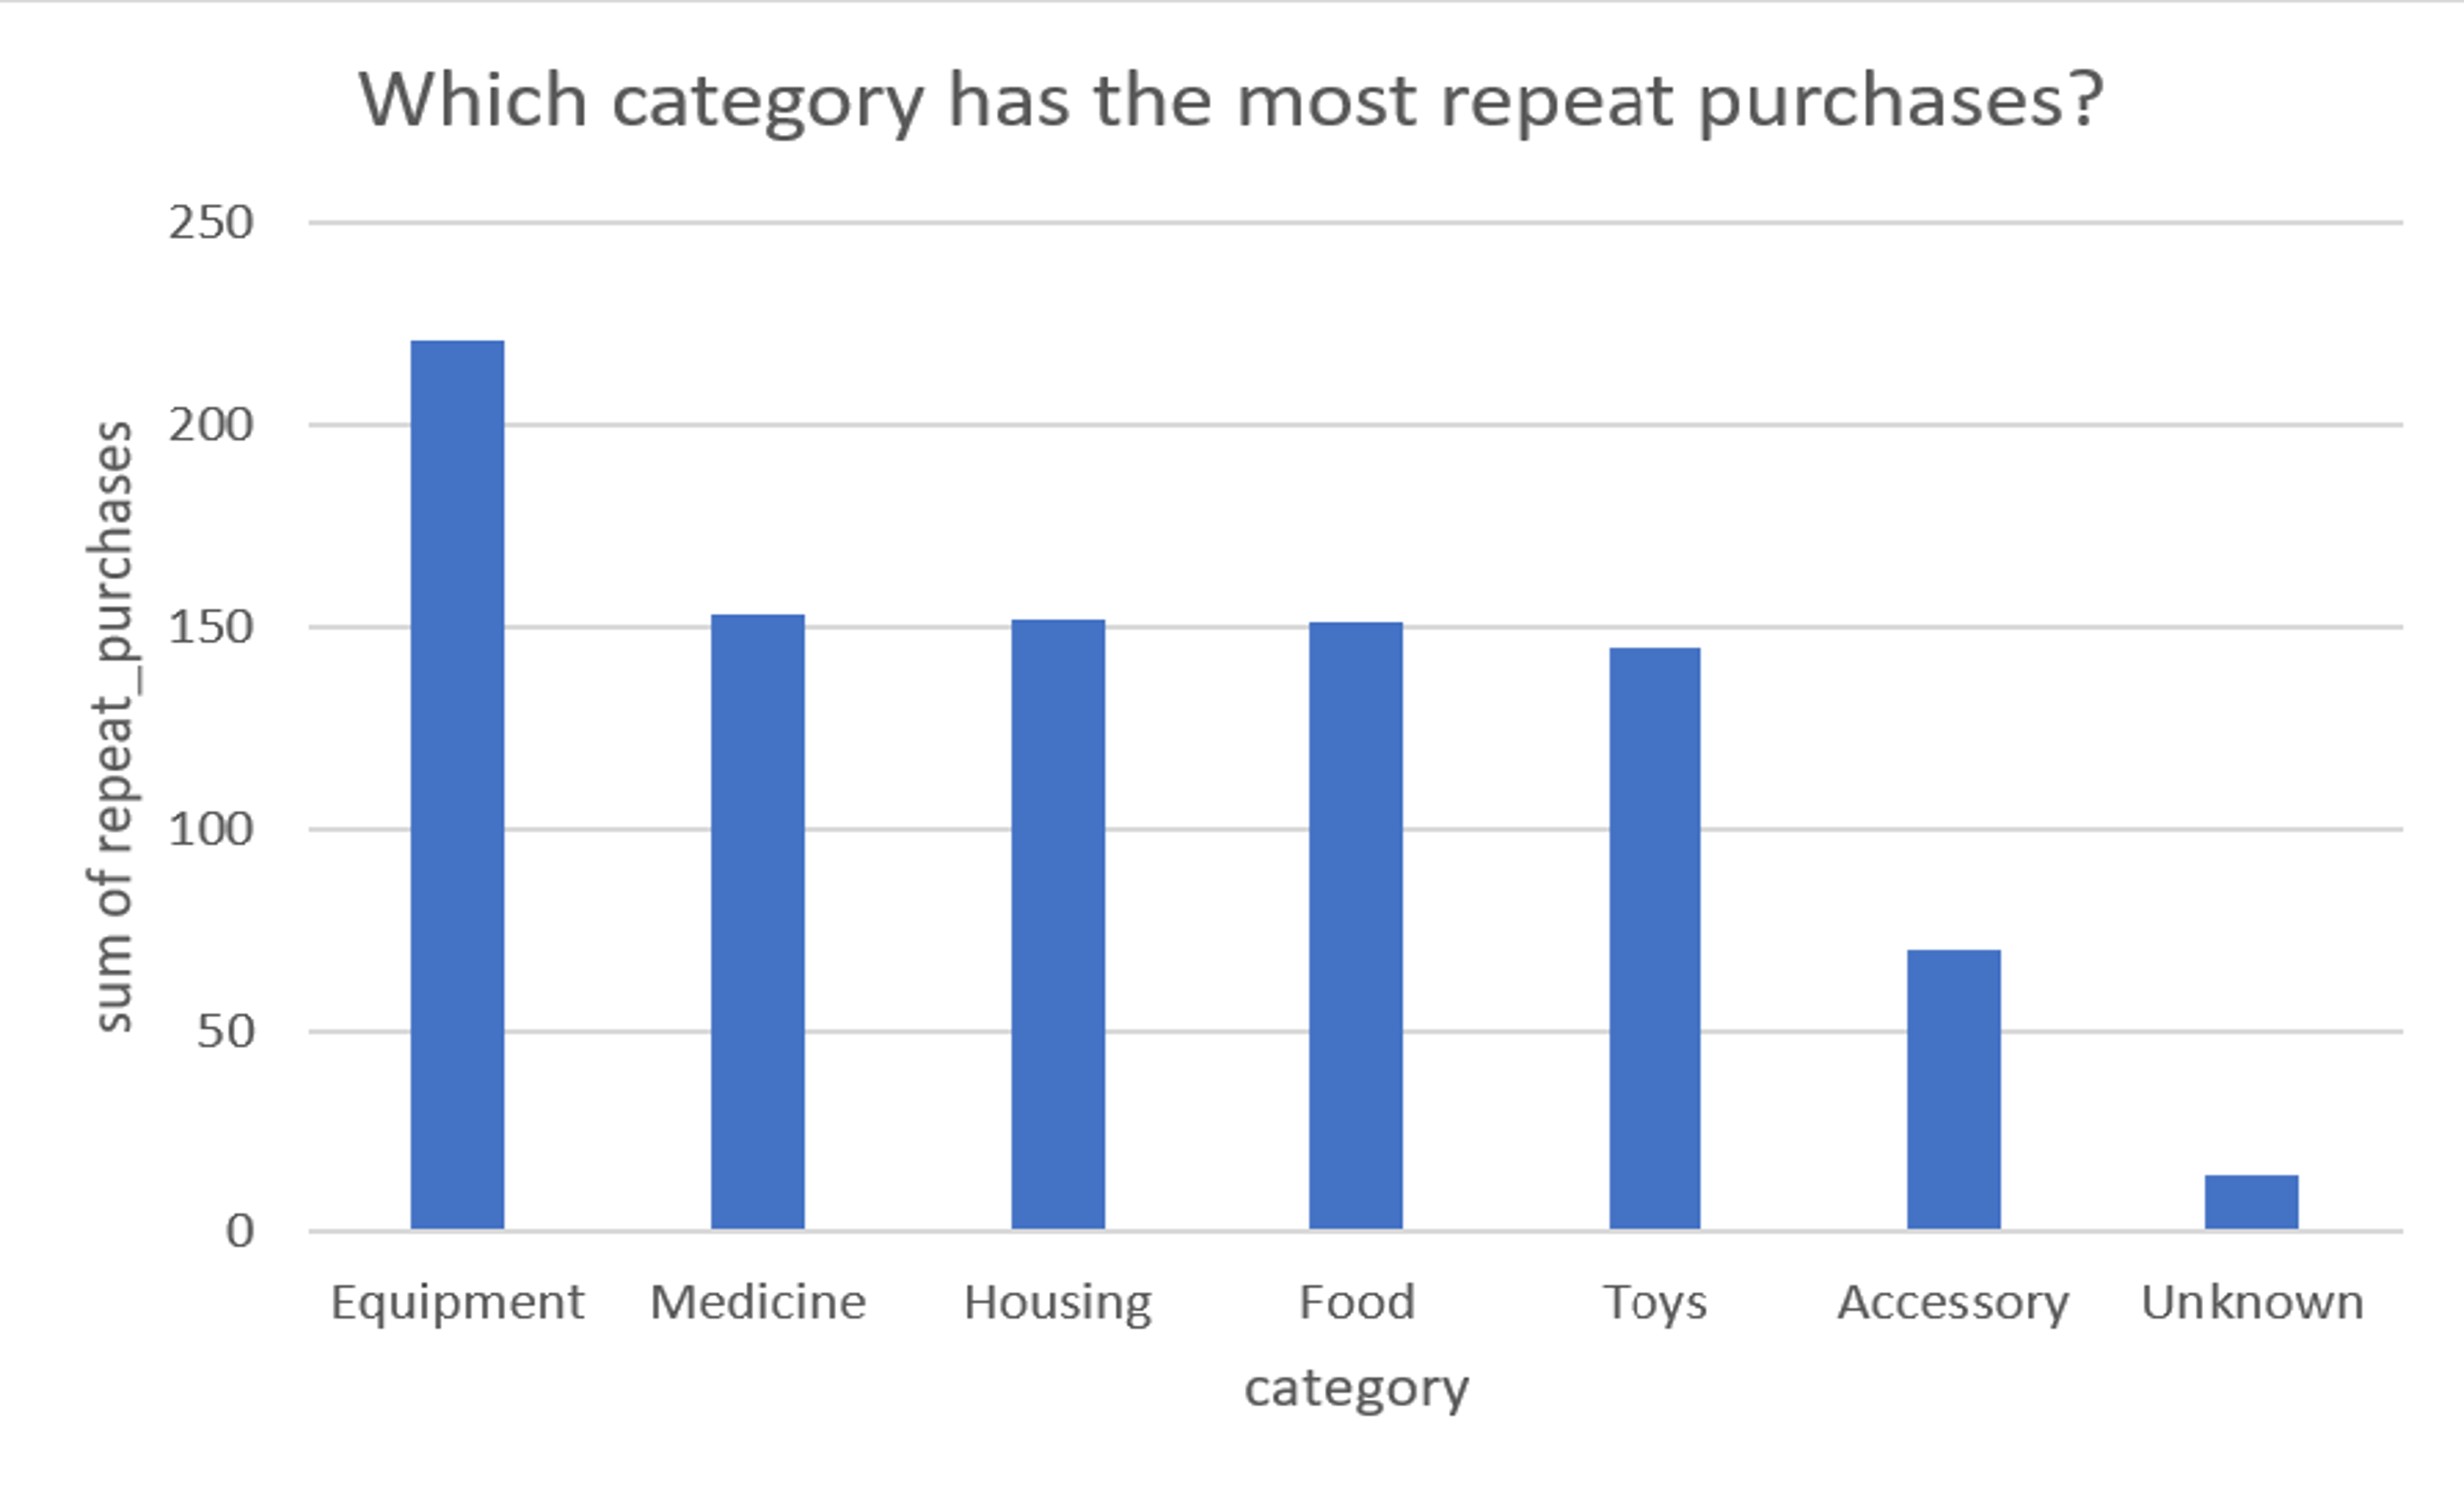 Which category has the most repeat purchases?
sum of repeat_purchases
250
200
150
100
50
0
Equipment Medicine Housing Food Toys Accessory Unknown
category